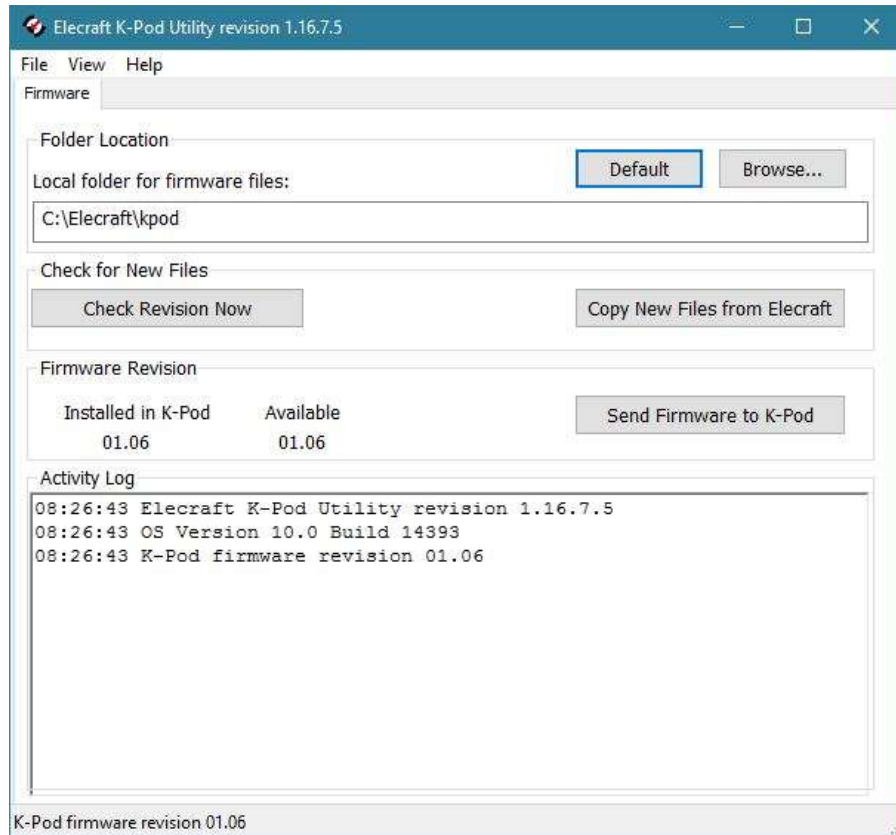 Elecraft K-Pod Utility revision 1.16.7.5
File View Help
Firmware
Folder Location
Local folder for firmware files:
Default Browse...
C:\Elecraft\kpod
Check for New Files
Check Revision Now Copy New Files from Elecraft
Firmware Revision
Installed in K-Pod Available
01.06 01.06
Send Firmware to K-Pod
Activity Log
08:26:43 Elecraft K-Pod Utility revision 1.16.7.5
08:26:43 OS Version 10.0 Build 14393
08:26:43 K-Pod firmware revision 01.06
K-Pod firmware revision 01.06